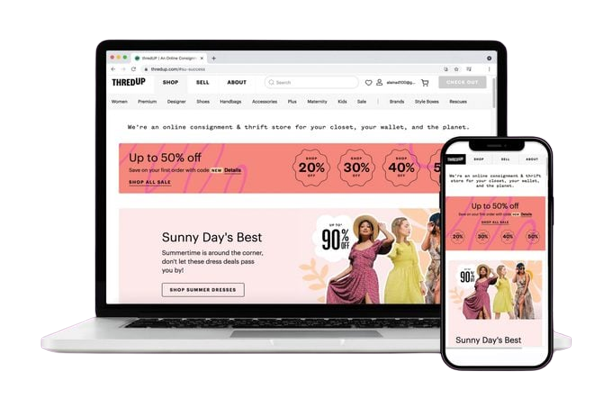 thredUP | An Online Consignm
thredup.com
THREDUP SHOP SELL ABOUT Search CHECK OUT
Women Premium Designer Shoes Handbags Accessories Plus Maternity Kids Sale | Brands Style Boxes Rescues
We're an online consignment & thrift store for your closet, your wallet, and the planet.
Up to 50% off
Save on your first order with code NEW Details
SHOP ALL SALE
SHOP 20% OFF SHOP 30% OFF SHOP 40% OFF 5
UP TO 90% OFF
Sunny Day's Best
Summertime is around the corner,
don't let these dress deals pass
you by!
SHOP SUMMER DRESSES
THREDUP SHOP SELL ABOUT
We're an online consignment & thrift
store for your closet, your wallet,
and the planet.
Up to 50% off
Save on your first order with code NEW Details
SHOP ALL SALE
20% 30% 40% 50%
UP TO 90% OFF
Sunny Day's Best